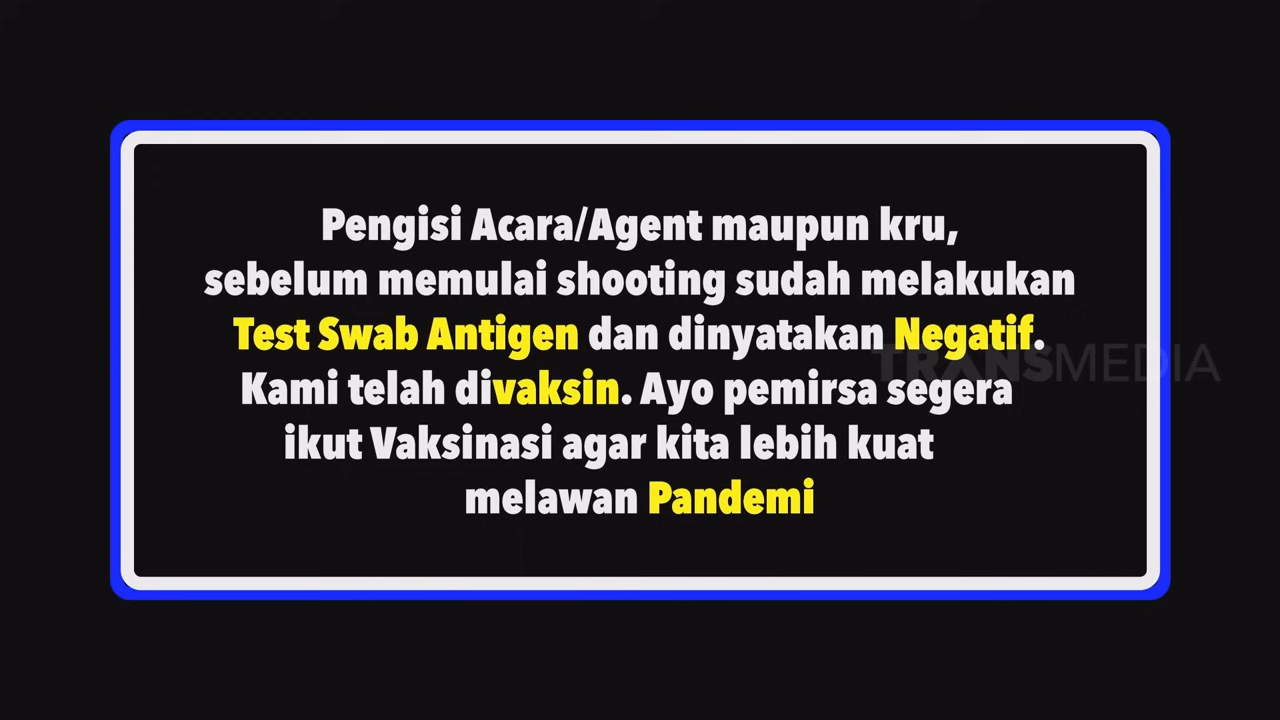 Pengisi Acara/Agent maupun kru,
sebelum memulai shooting sudah melakukan
Test Swab Antigen dan dinyatakan Negatif.
Kami telah divaksin. Ayo pemirsa segera
ikut Vaksinasi agar kita lebih kuat
melawan Pandemi
TRANSMEDIA